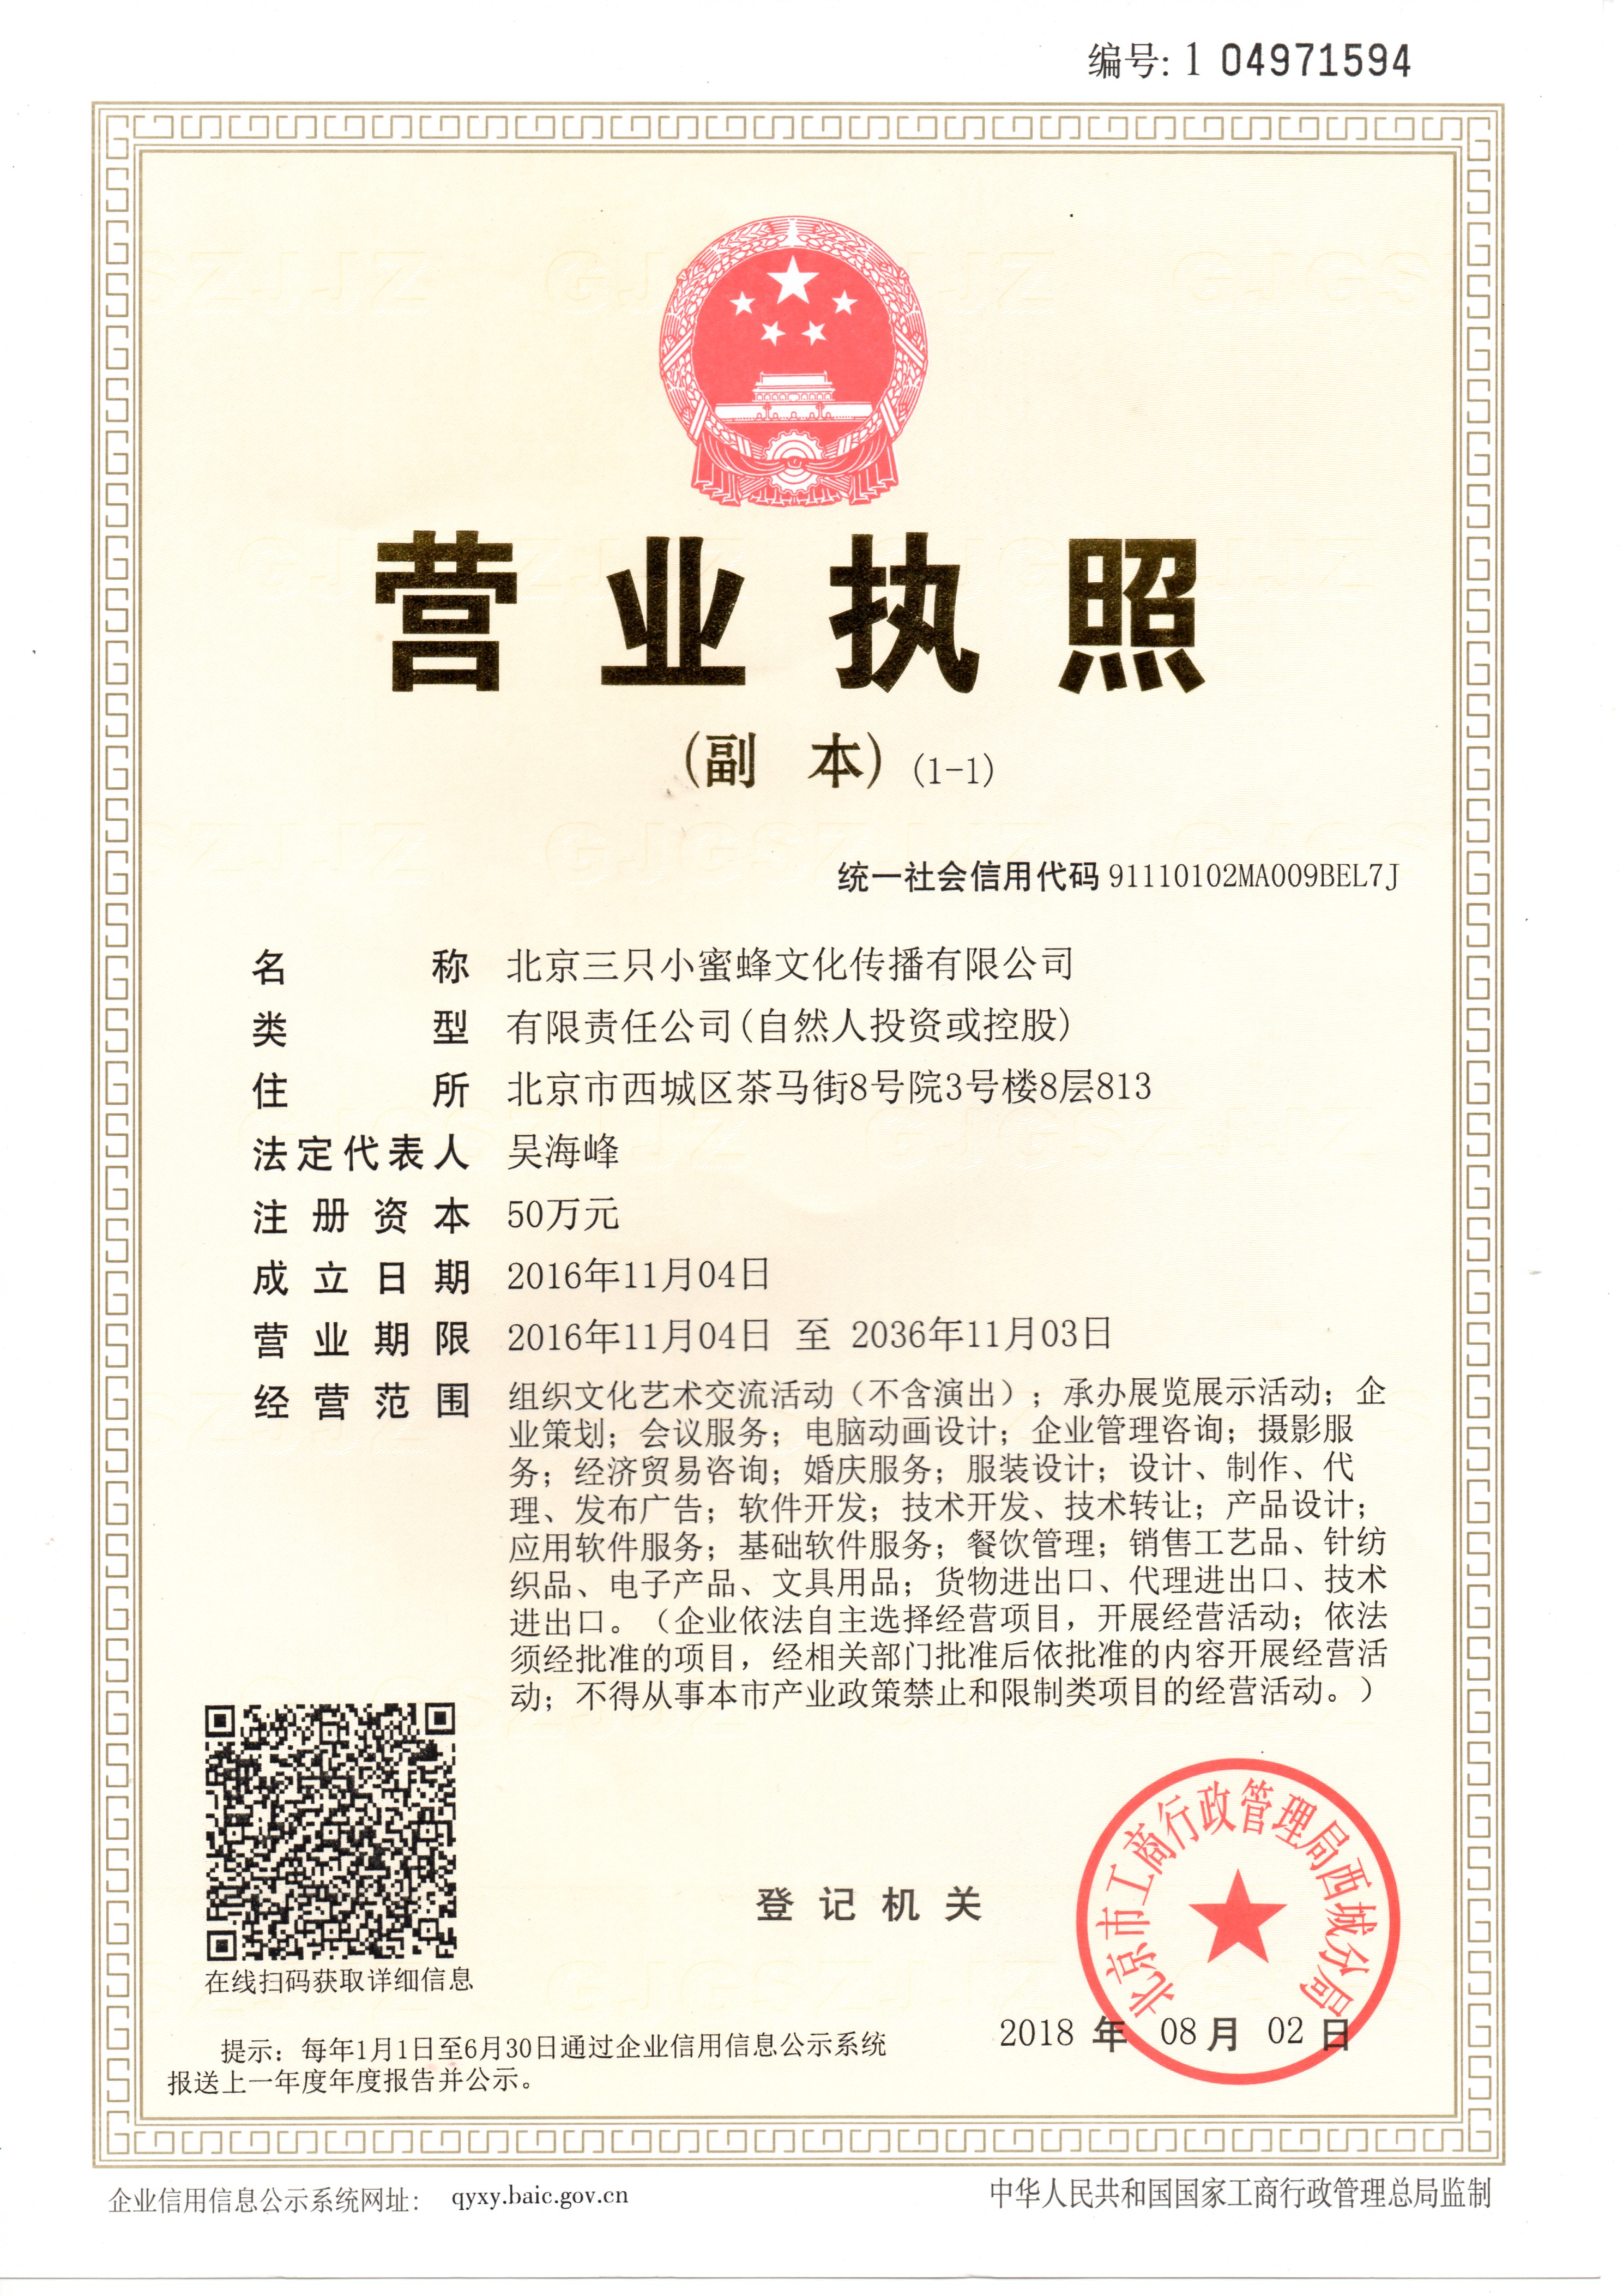 编号: 1 04971594
营业执照
(副 本) (1-1)
统一社会信用代码 91110102MA009BEL7J
名 称 北京三只小蜜蜂文化传播有限公司
类 型 有限责任公司(自然人投资或控股)
住 所 北京市西城区茶马街8号院3号楼8层813
法定代表人 吴海峰
注册资本 50万元
成立日期 2016年11月04日
营业期限 2016年11月04日 至 2036年11月03日
经营范围 组织文化艺术交流活动（不含演出）；承办展览展示活动；企
业策划；会议服务；电脑动画设计；企业管理咨询；摄影服
务；经济贸易咨询；婚庆服务；服装设计；设计、制作、代
理、发布广告；软件开发；技术开发、技术转让；产品设计；
应用软件服务；基础软件服务；餐饮管理；销售工艺品、针纺
织品、电子产品、文具用品；货物进出口、代理进出口、技术
进出口。（企业依法自主选择经营项目，开展经营活动；依法
须经批准的项目，经相关部门批准后依批准的内容开展经营活
动；不得从事本市产业政策禁止和限制类项目的经营活动。）
在线扫码获取详细信息
登记机关
北京市工商行政管理局西城分局
2018 年 08 月 02 日
提示：每年1月1日至6月30日通过企业信用信息公示系统
报送上一年度年度报告并公示。
企业信用信息公示系统网址： qyxy.baic.gov.cn
中华人民共和国国家工商行政管理总局监制